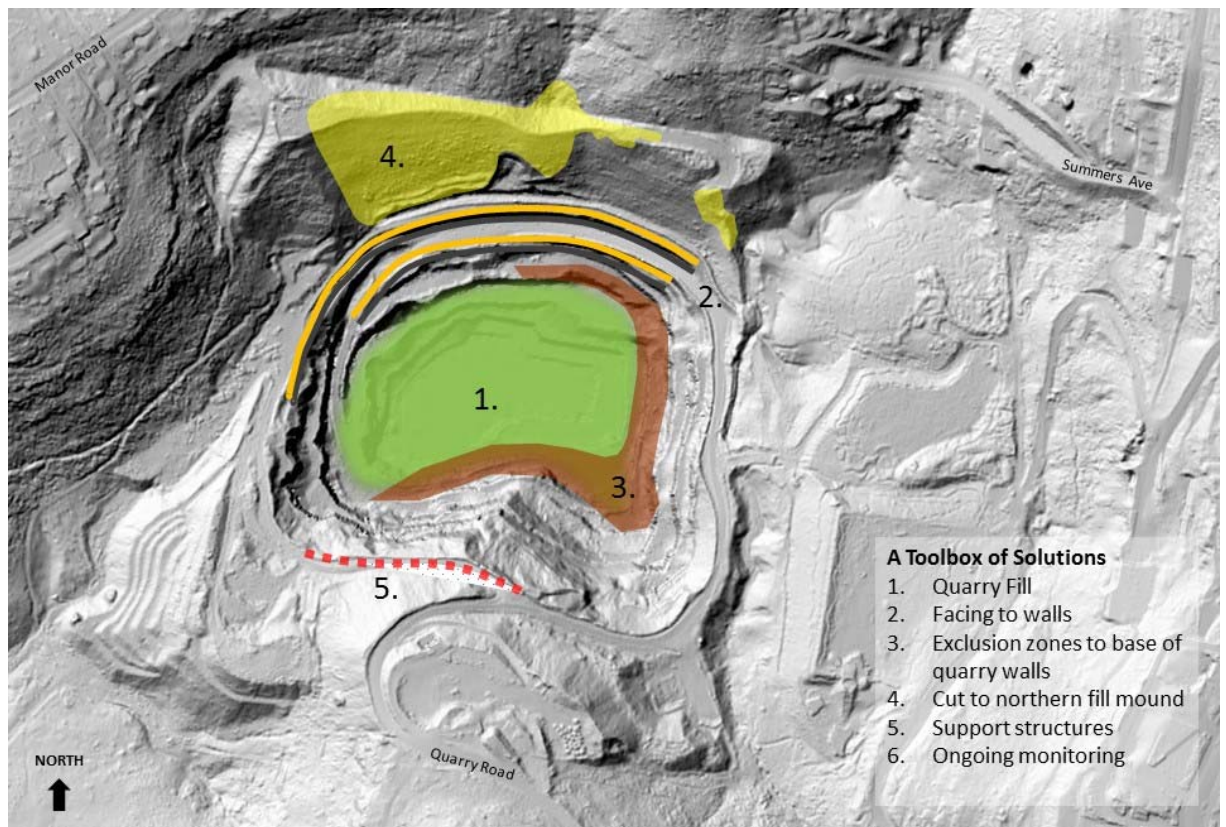 Manor Road
4.
Summers Ave
2.
1.
3.
5.
A Toolbox of Solutions
1. Quarry Fill
2. Facing to walls
3. Exclusion zones to base of
quarry walls
4. Cut to northern fill mound
5. Support structures
6. Ongoing monitoring
Quarry Road
NORTH